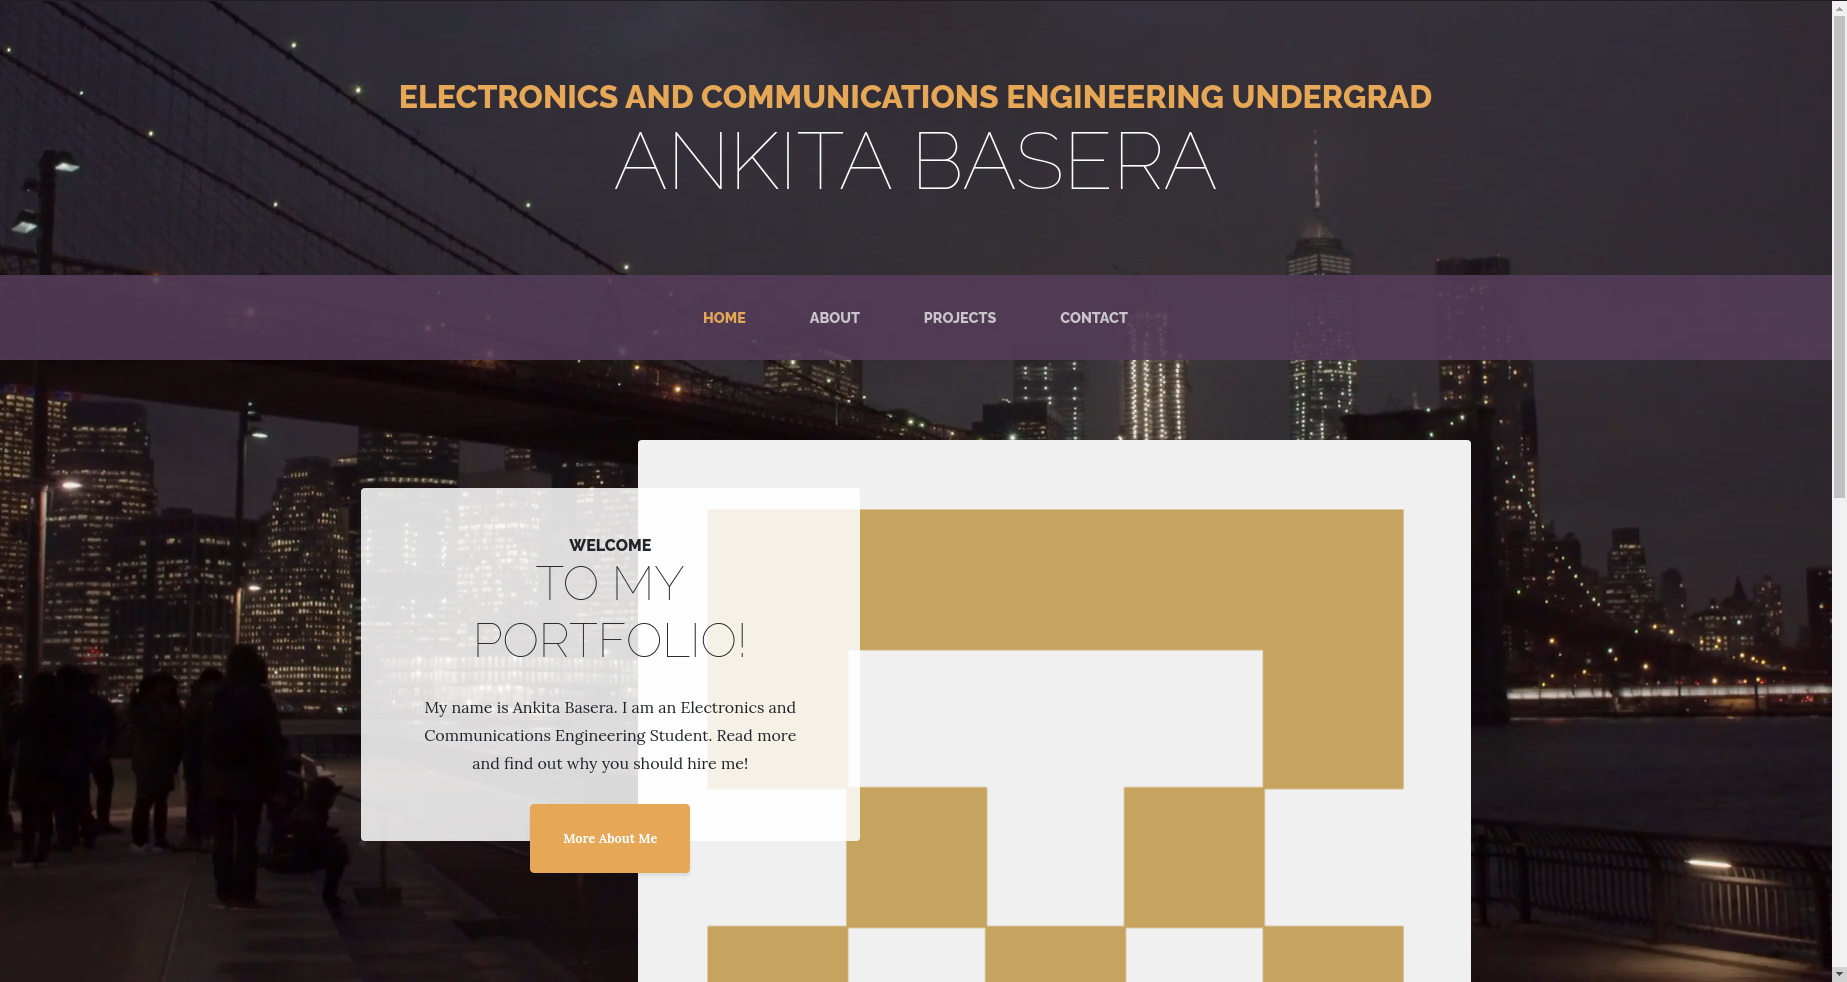 ELECTRONICS AND COMMUNICATIONS ENGINEERING UNDERGRAD
ANKITA BASERA
HOME ABOUT PROJECTS CONTACT
WELCOME
TO MY
PORTFOLIO!
My name is Ankita Basera. I am an Electronics and
Communications Engineering Student. Read more
and find out why you should hire me!
More About Me